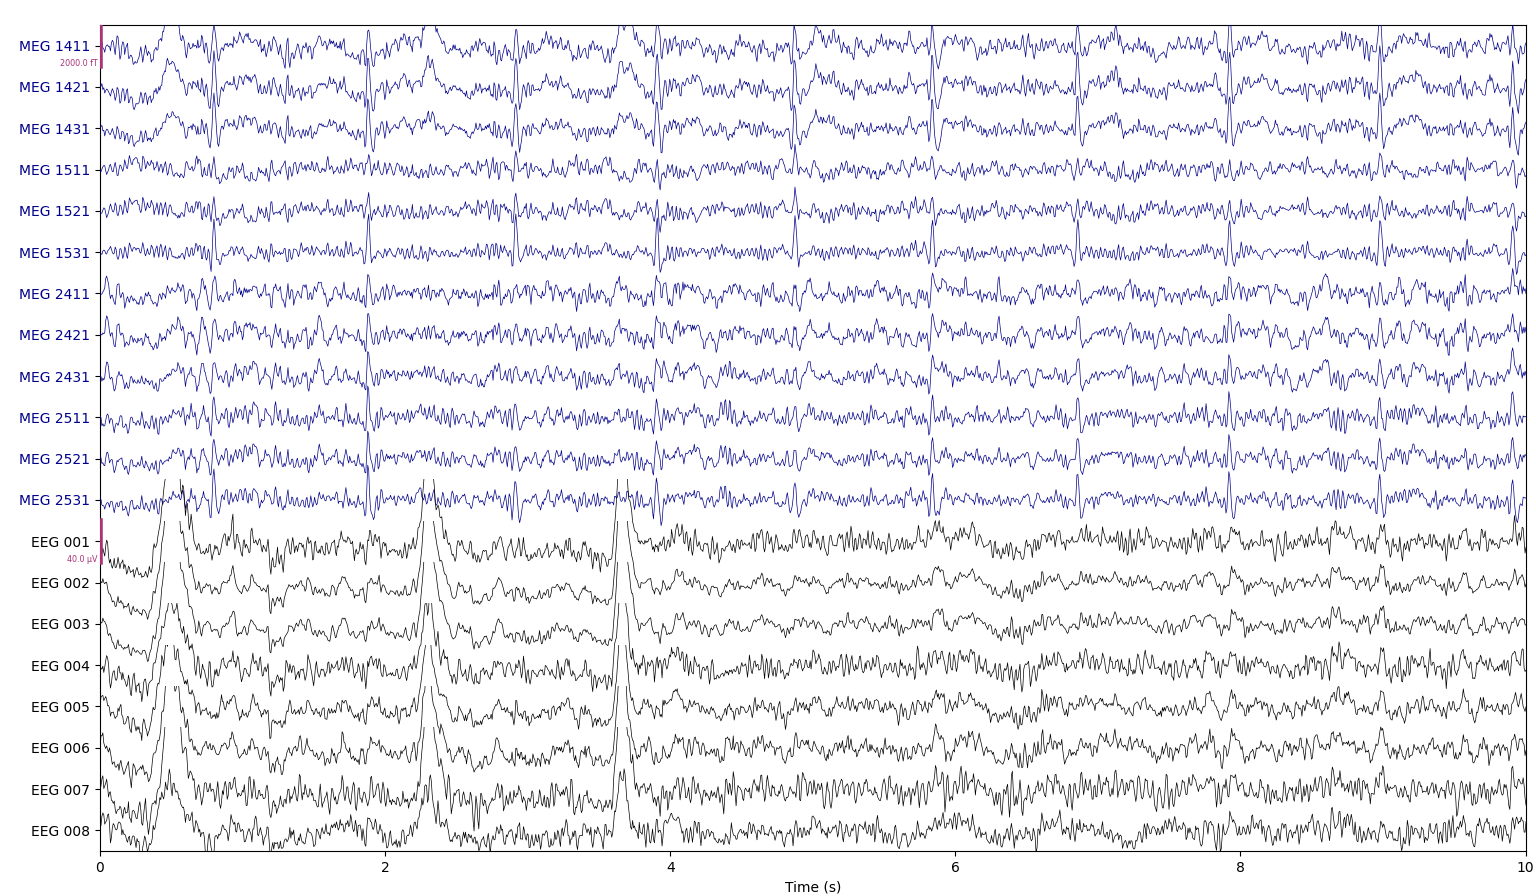 MEG 1411
2000.0 fT
MEG 1421
MEG 1431
MEG 1511
MEG 1521
MEG 1531
MEG 2411
MEG 2421
MEG 2431
MEG 2511
MEG 2521
MEG 2531
EEG 001
40.0 µV
EEG 002
EEG 003
EEG 004
EEG 005
EEG 006
EEG 007
EEG 008
0 2 4 6 8 10
Time (s)